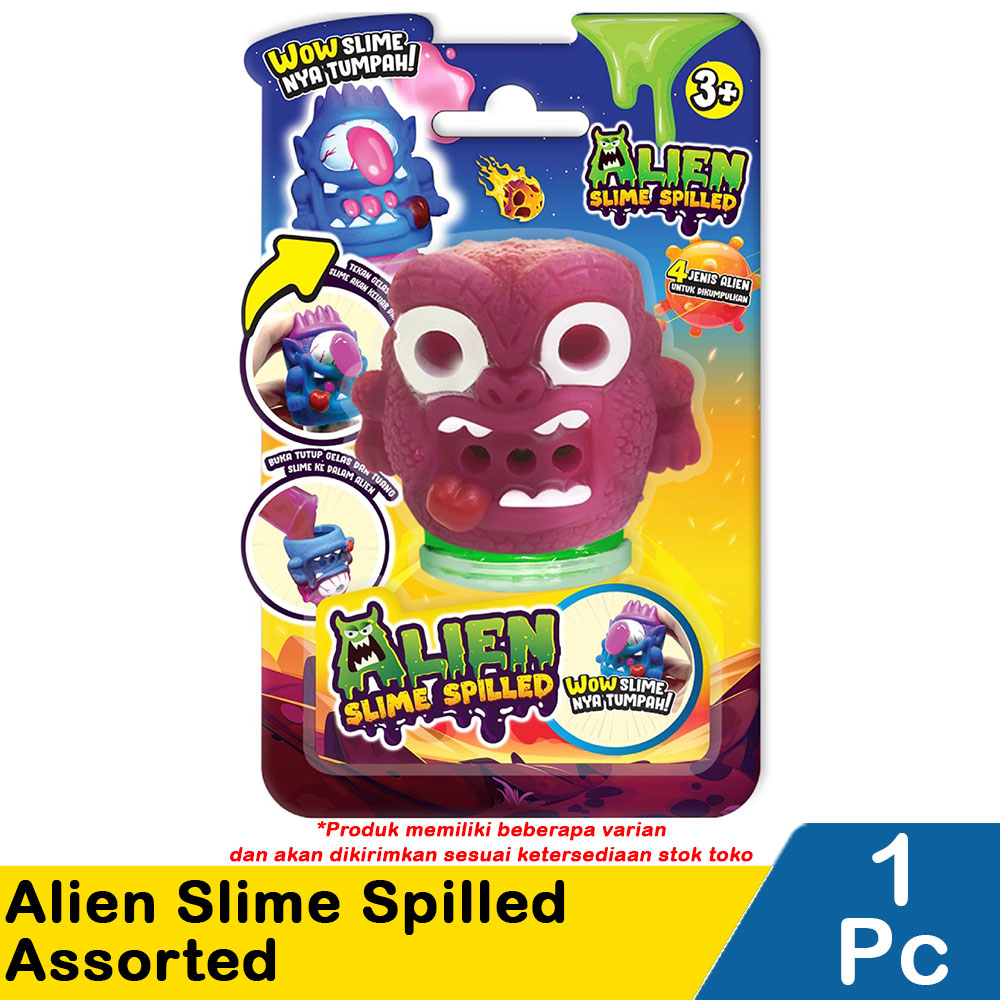 WOW SLIME
NYA TUMPAH!
3+
ALIEN
SLIME SPILLED
4 JENIS ALIEN
UNTUK DIKUMPULKAN
TEKAN GELAS
SLIME AKAN KELUAR
BUKA TUTUP GELAS DAN TUANG
SLIME KE DALAM ALIEN
ALIEN
SLIME SPILLED
WOW SLIME
NYA TUMPAH!
*Produk memiliki beberapa varian
dan akan dikirimkan sesuai ketersediaan stok toko
Alien Slime Spilled
Assorted
1
Pc